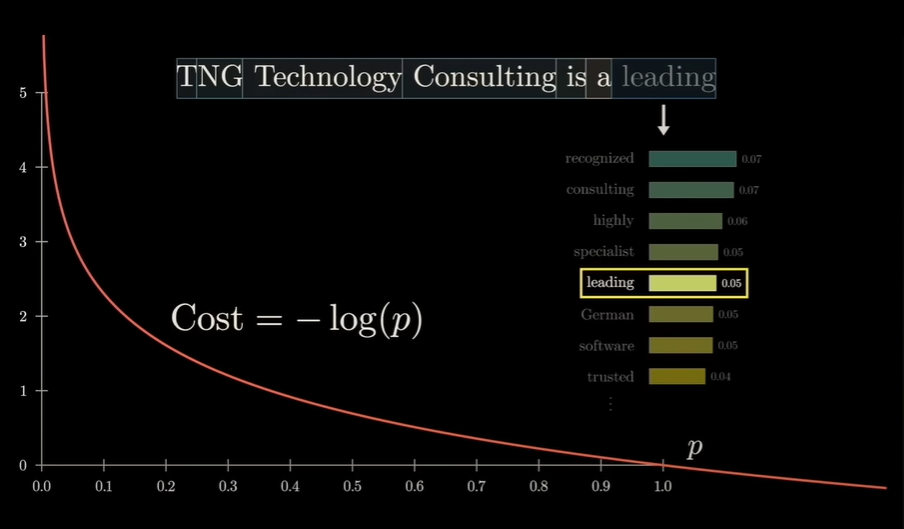 TNG Technology Consulting is a leading
recognized 0.07
consulting 0.07
highly 0.06
specialist 0.05
leading 0.05
German 0.05
software 0.05
trusted 0.04
⋮
Cost = − log(p)
p
5
4
3
2
1
0
0.0 0.1 0.2 0.3 0.4 0.5 0.6 0.7 0.8 0.9 1.0